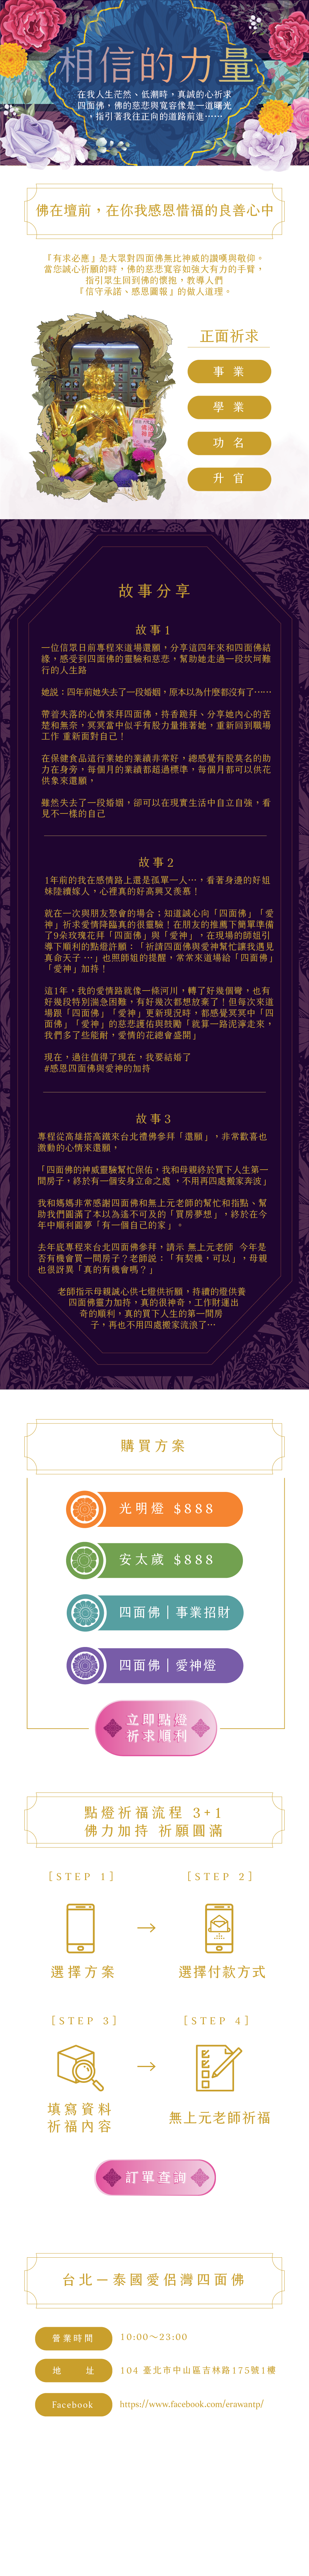 相信的力量
在我人生茫然、低潮時，真誠的心祈求
四面佛，佛的慈悲與寬容像是一道曙光
，指引著我往正向的道路前進⋯⋯
佛在壇前，在你我感恩惜福的良善心中
『有求必應』是大眾對四面佛無比神威的讚嘆與敬仰。
當您誠心祈願的時，佛的慈悲寬容如強大有力的手臂，
指引眾生回到佛的懷抱，教導人們
『信守承諾、感恩圖報』的做人道理。
正面祈求
事 業
學 業
功 名
升 官
故事分享
故事1
一位信眾日前專程來道場還願，分享這四年來和四面佛結
緣，感受到四面佛的靈驗和慈悲，幫助她走過一段坎坷難
行的人生路
她說：四年前她失去了一段婚姻，原本以為什麼都沒有了⋯⋯
帶著失落的心情來拜四面佛，持香跪拜、分享她內心的苦
楚和無奈，冥冥當中似乎有股力量推著她，重新回到職場
工作 重新面對自己！
在保健食品這行業她的業績非常好，總感覺有股莫名的助
力在身旁，每個月的業績都超過標準，每個月都可以供花
供象來還願，
雖然失去了一段婚姻，卻可以在現實生活中自立自強，看
見不一樣的自己
故事2
1年前的我在感情路上還是孤單一人⋯，看著身邊的好姐
妹陸續嫁人，心裡真的好高興又羨慕！
就在一次與朋友聚會的場合；知道誠心向「四面佛」「愛
神」祈求愛情降臨真的很靈驗！在朋友的推薦下簡單準備
了9朵玫瑰花拜「四面佛」與「愛神」，在現場的師姐引
導下順利的點燈許願：「祈請四面佛與愛神幫忙讓我遇見
真命天子 ⋯」也照師姐的提醒，常常來道場給「四面佛」
「愛神」加持！
這1年，我的愛情路就像一條河川，轉了好幾個彎，也有
好幾段特別湍急困難，有好幾次都想放棄了！但每次來道
場跟「四面佛」「愛神」更新現況時，都感覺冥冥中「四
面佛」「愛神」的慈悲護佑與鼓勵「就算一路泥濘走來，
我們多了些能耐，愛情的花總會盛開」
現在，過往值得了現在，我要結婚了
#感恩四面佛與愛神的加持
故事3
專程從高雄搭高鐵來台北禮佛參拜「還願」，非常歡喜也
激動的心情來還願，
「四面佛的神威靈驗幫忙保佑，我和母親終於買下人生第一
間房子，終於有一個安身立命之處 ，不用再四處搬家奔波」
我和媽媽非常感謝四面佛和無上元老師的幫忙和指點、幫
助我們圓滿了本以為遙不可及的「買房夢想」，終於在今
年中順利圓夢「有一個自己的家」。
去年底專程來台北四面佛參拜，請示 無上元老師 今年是
否有機會買一間房子？老師說：「有契機，可以」，母親
也很訝異「真的有機會嗎？」
老師指示母親誠心供七燈供祈願，持續的燈供養
四面佛靈力加持，真的很神奇，工作財運出
奇的順利，真的買下人生的第一間房
子，再也不用四處搬家流浪了⋯
購買方案
光明燈 $888
安太歲 $888
四面佛｜事業招財
四面佛｜愛神燈
立即點燈
祈求順利
點燈祈福流程 3+1
佛力加持 祈願圓滿
[STEP 1]
[STEP 2]
選擇方案
選擇付款方式
[STEP 3]
[STEP 4]
填寫資料
祈福內容
無上元老師祈福
訂單查詢
台北－泰國愛侶灣四面佛
營業時間
10:00～23:00
地 址
104 臺北市中山區吉林路175號1樓
Facebook
https://www.facebook.com/erawantp/